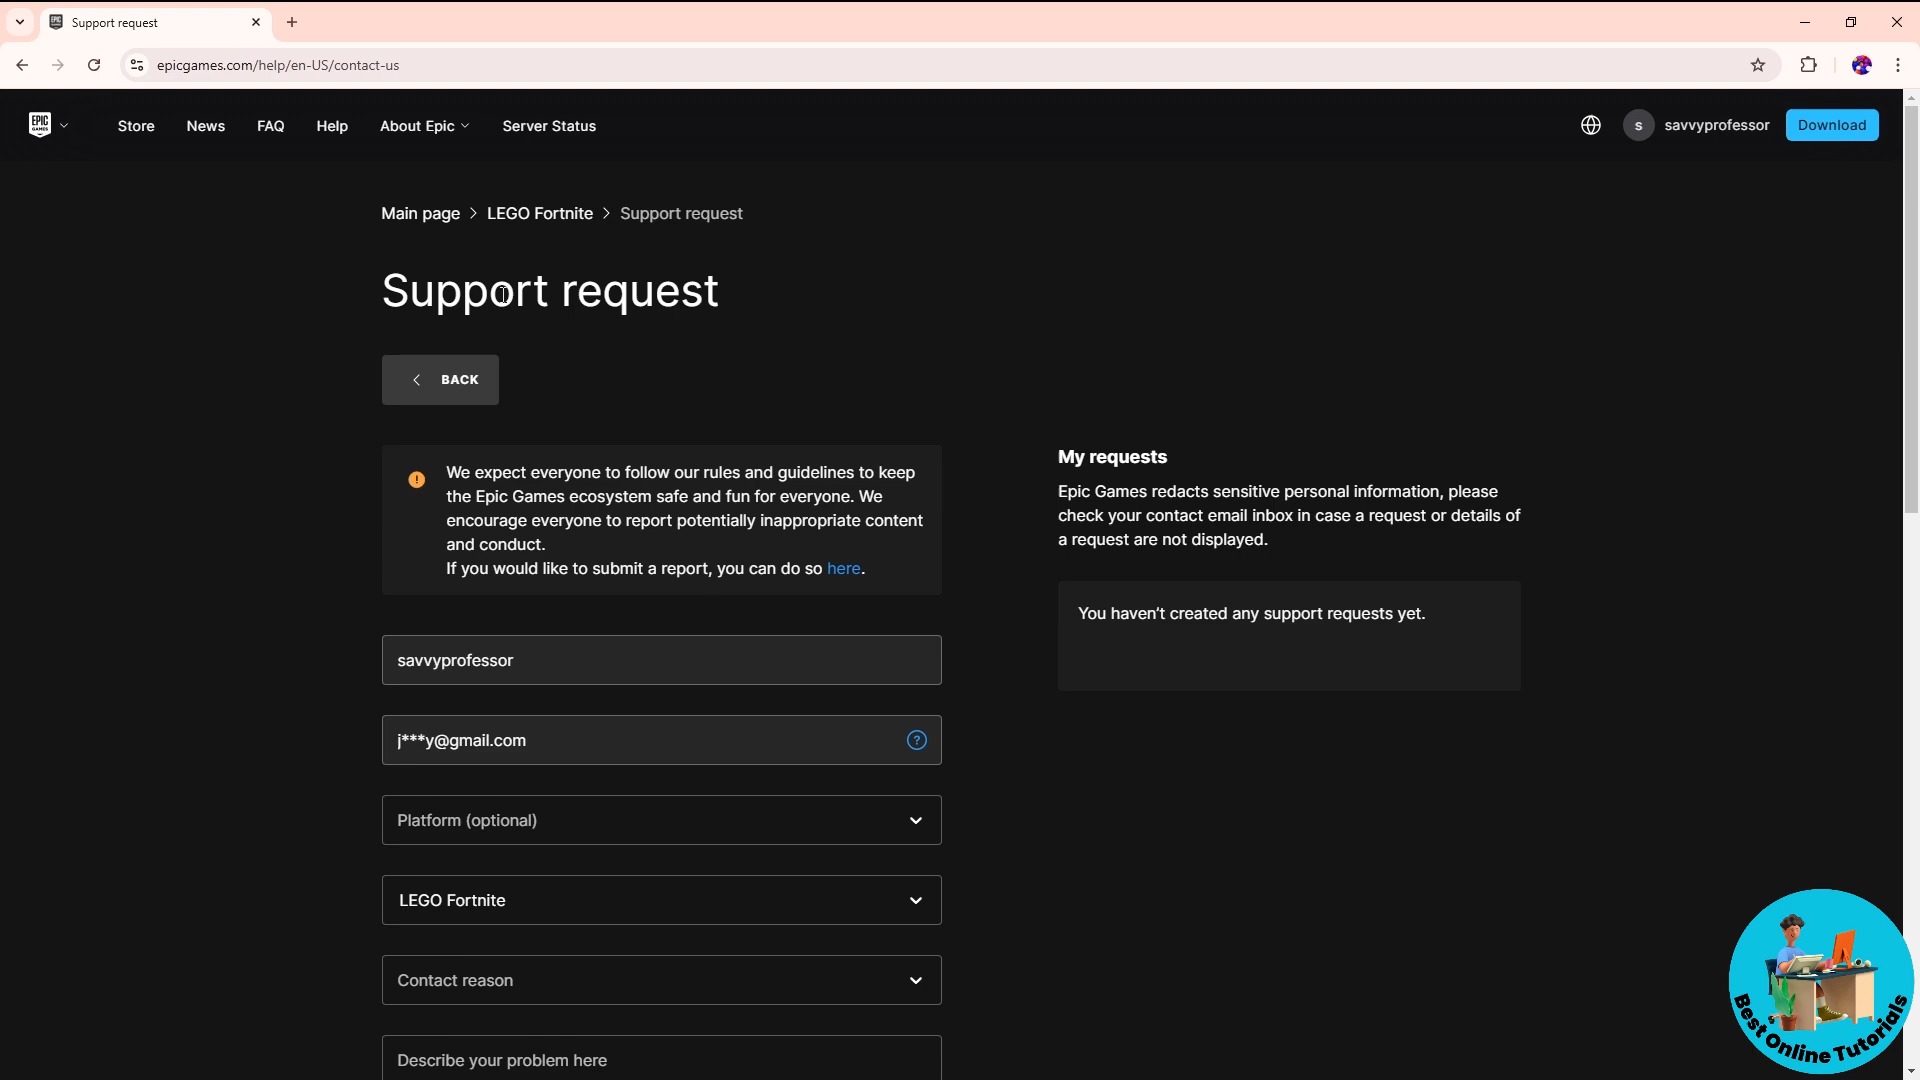 Support request
epicgames.com/help/en-US/contact-us
EPIC GAMES
Store
News
FAQ
Help
About Epic
Server Status
S
savvyprofessor
Download
Main page > LEGO Fortnite > Support request
Support request
BACK
We expect everyone to follow our rules and guidelines to keep
the Epic Games ecosystem safe and fun for everyone. We
encourage everyone to report potentially inappropriate content
and conduct.
If you would like to submit a report, you can do so here.
My requests
Epic Games redacts sensitive personal information, please
check your contact email inbox in case a request or details of
a request are not displayed.
You haven't created any support requests yet.
savvyprofessor
j***y@gmail.com
Platform (optional)
LEGO Fortnite
Contact reason
Describe your problem here
Best Online Tutorials